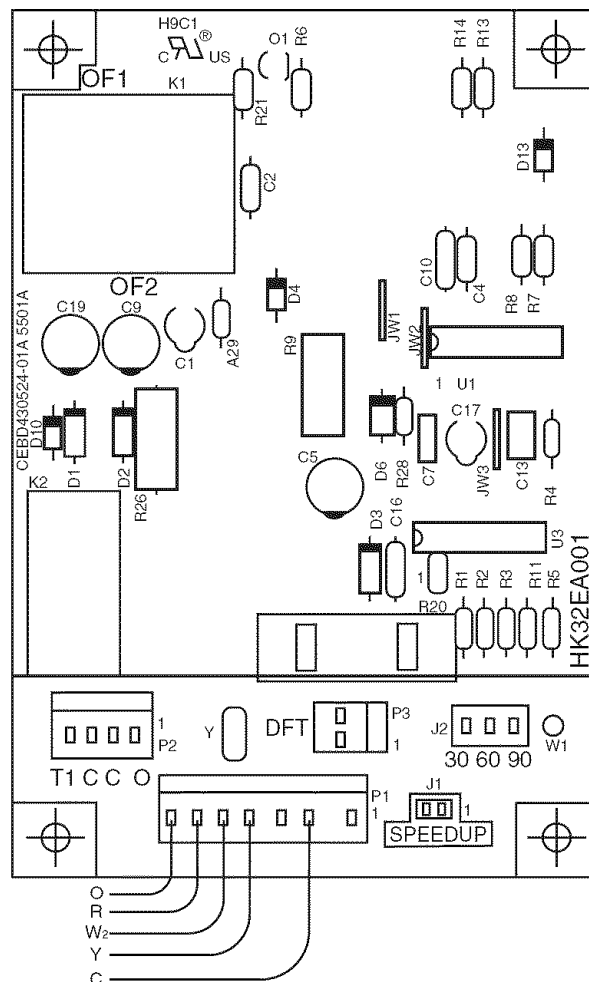 H9C1
C ® US
OF1
K1
O1
R6
R21
R14
R13
D13
C2
OF2
D4
C10
C4
R8
R7
CEBD430524-01A 5501A
C19
C9
C1
A29
R9
JW1
JW2
1 U1
D10
D1
D2
R26
D6
R28
C7
C17
JW3
C13
R4
K2
C5
D3
C16
U3
1
R20
R1
R2
R3
R11
R5
HK32EA001
1
P2
T1 C C O
Y
DFT
P3
1
J2
30 60 90
W1
P1
1
J1
1
SPEEDUP
O
R
W2
Y
C